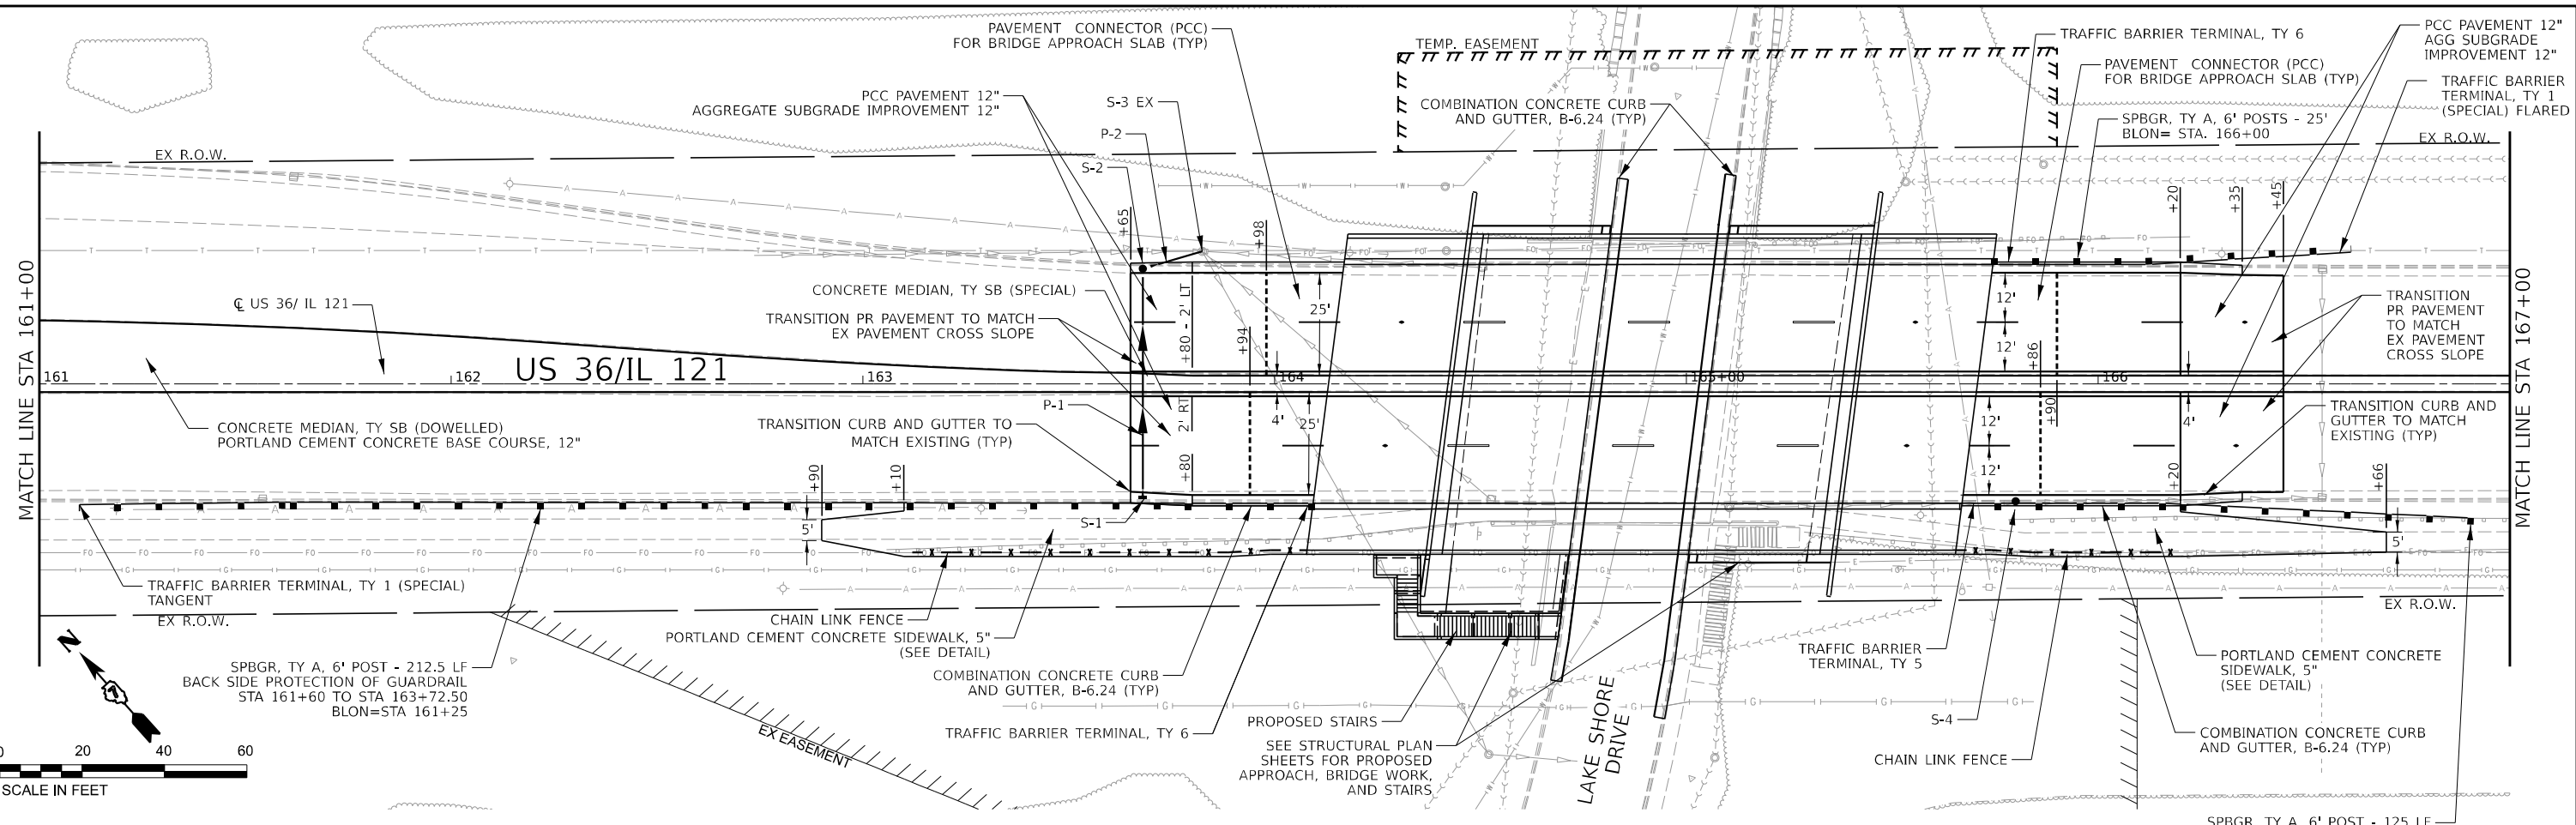 PAVEMENT CONNECTOR (PCC)
FOR BRIDGE APPROACH SLAB (TYP)
TEMP. EASEMENT
TRAFFIC BARRIER TERMINAL, TY 6
PCC PAVEMENT 12"
AGG SUBGRADE
IMPROVEMENT 12"
PAVEMENT CONNECTOR (PCC)
FOR BRIDGE APPROACH SLAB (TYP)
TRAFFIC BARRIER
TERMINAL, TY 1
(SPECIAL) FLARED
PCC PAVEMENT 12"
AGGREGATE SUBGRADE IMPROVEMENT 12"
S-3 EX
P-2
S-2
COMBINATION CONCRETE CURB
AND GUTTER, B-6.24 (TYP)
SPBGR, TY A, 6' POSTS - 25'
BLON= STA. 166+00
EX R.O.W.
EX R.O.W.
+65
+98
+20
+35
+45
MATCH LINE STA 161+00
℄ US 36/ IL 121
CONCRETE MEDIAN, TY SB (SPECIAL)
TRANSITION PR PAVEMENT TO MATCH
EX PAVEMENT CROSS SLOPE
+80 - 2' LT
+94
25'
12'
12'
+86
TRANSITION
PR PAVEMENT
TO MATCH
EX PAVEMENT
CROSS SLOPE
MATCH LINE STA 167+00
161
162
US 36/IL 121
163
164
165+00
166
P-1
2' RT
4'
25'
12'
12'
+90
4'
CONCRETE MEDIAN, TY SB (DOWELLED)
PORTLAND CEMENT CONCRETE BASE COURSE, 12"
TRANSITION CURB AND GUTTER TO
MATCH EXISTING (TYP)
TRANSITION CURB AND
GUTTER TO MATCH
EXISTING (TYP)
+90
+10
+80
+20
+66
S-1
5'
5'
TRAFFIC BARRIER TERMINAL, TY 1 (SPECIAL)
TANGENT
EX R.O.W.
EX R.O.W.
CHAIN LINK FENCE
PORTLAND CEMENT CONCRETE SIDEWALK, 5"
(SEE DETAIL)
N
SPBGR, TY A, 6' POST - 212.5 LF
BACK SIDE PROTECTION OF GUARDRAIL
STA 161+60 TO STA 163+72.50
BLON=STA 161+25
COMBINATION CONCRETE CURB
AND GUTTER, B-6.24 (TYP)
TRAFFIC BARRIER TERMINAL, TY 6
EX EASEMENT
PROPOSED STAIRS
SEE STRUCTURAL PLAN
SHEETS FOR PROPOSED
APPROACH, BRIDGE WORK,
AND STAIRS
LAKE SHORE
DRIVE
TRAFFIC BARRIER
TERMINAL, TY 5
S-4
CHAIN LINK FENCE
PORTLAND CEMENT CONCRETE
SIDEWALK, 5"
(SEE DETAIL)
COMBINATION CONCRETE CURB
AND GUTTER, B-6.24 (TYP)
0 20 40 60
SCALE IN FEET
SPBGR, TY A, 6' POST - 125 LF